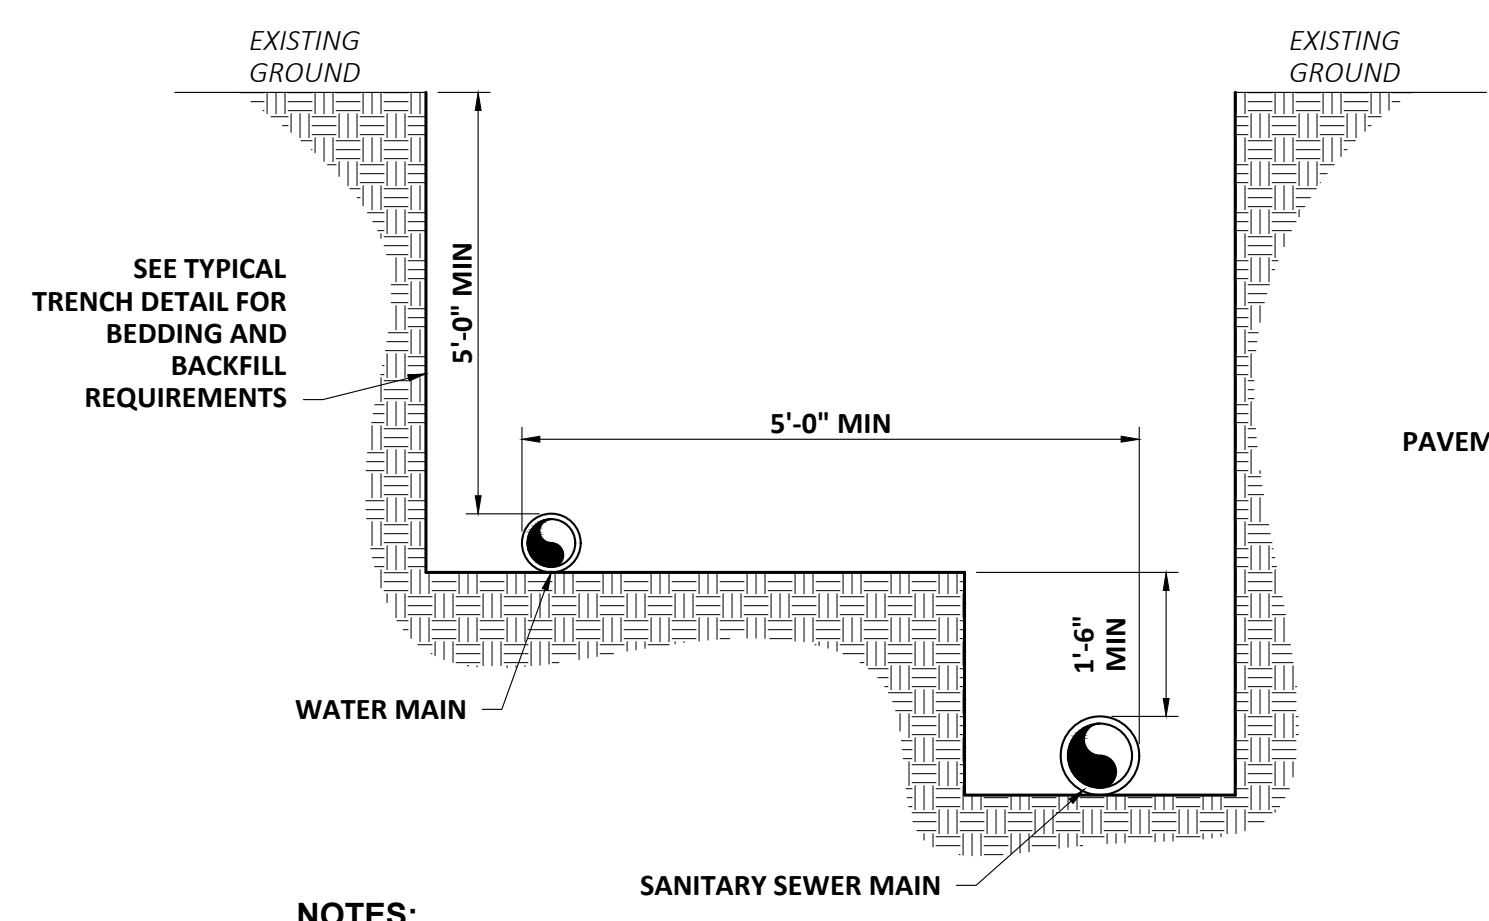 EXISTING
GROUND
EXISTING
GROUND
SEE TYPICAL
TRENCH DETAIL FOR
BEDDING AND
BACKFILL
REQUIREMENTS
5'-0" MIN
5'-0" MIN
PAVEM
1'-6"
MIN
WATER MAIN
SANITARY SEWER MAIN
NOTES: